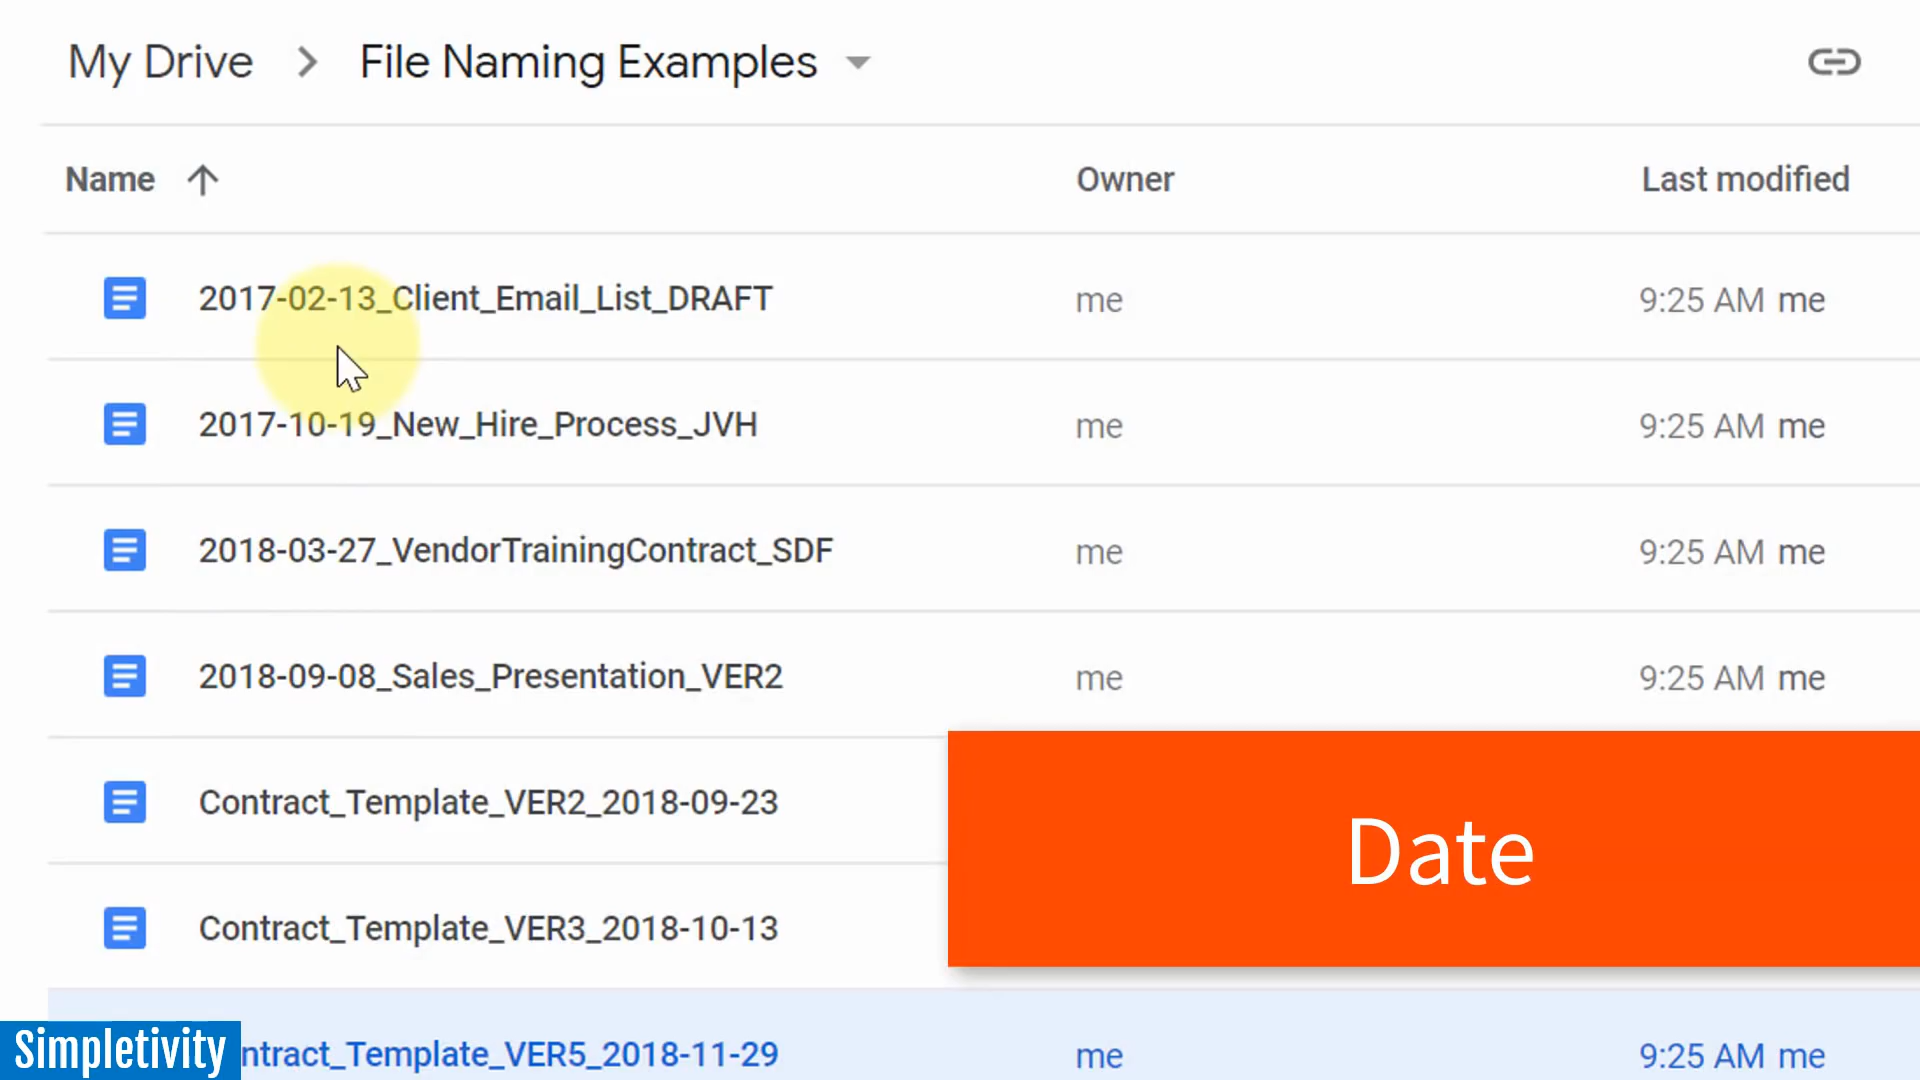 My Drive > File Naming Examples
Name Owner Last modified
2017-02-13_Client_Email_List_DRAFT me 9:25 AM me
2017-10-19_New_Hire_Process_JVH me 9:25 AM me
2018-03-27_VendorTrainingContract_SDF me 9:25 AM me
2018-09-08_Sales_Presentation_VER2 me 9:25 AM me
Contract_Template_VER2_2018-09-23
Date
Contract_Template_VER3_2018-10-13
Simpletivity
ntract_Template_VER5_2018-11-29 me 9:25 AM me